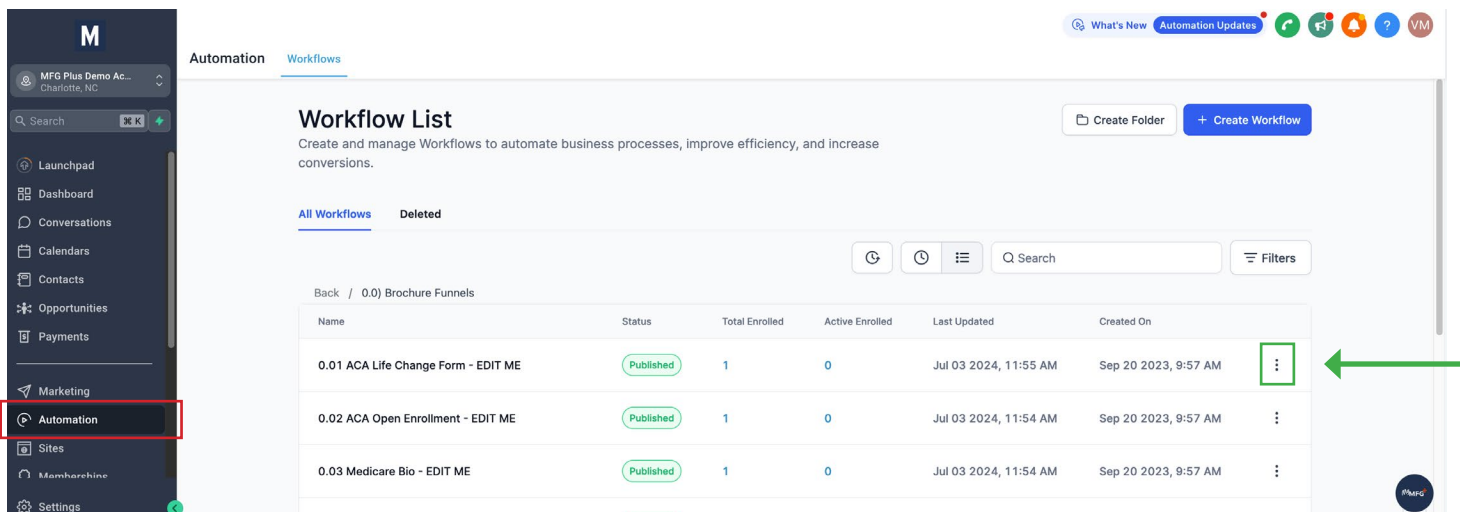 What's New Automation Updates
VM
M
Automation Workflows
MFG Plus Demo Ac...
Charlotte, NC
Search ⌘ K
Launchpad
Dashboard
Conversations
Calendars
Contacts
Opportunities
Payments
Marketing
Automation
Sites
Memberships
Settings
Workflow List
Create Folder
+ Create Workflow
Create and manage Workflows to automate business processes, improve efficiency, and increase
conversions.
All Workflows Deleted
Search
Filters
Back / 0.0) Brochure Funnels
Name Status Total Enrolled Active Enrolled Last Updated Created On
0.01 ACA Life Change Form - EDIT ME Published 1 0 Jul 03 2024, 11:55 AM Sep 20 2023, 9:57 AM
0.02 ACA Open Enrollment - EDIT ME Published 1 0 Jul 03 2024, 11:54 AM Sep 20 2023, 9:57 AM
0.03 Medicare Bio - EDIT ME Published 1 0 Jul 03 2024, 11:54 AM Sep 20 2023, 9:57 AM
MFG+